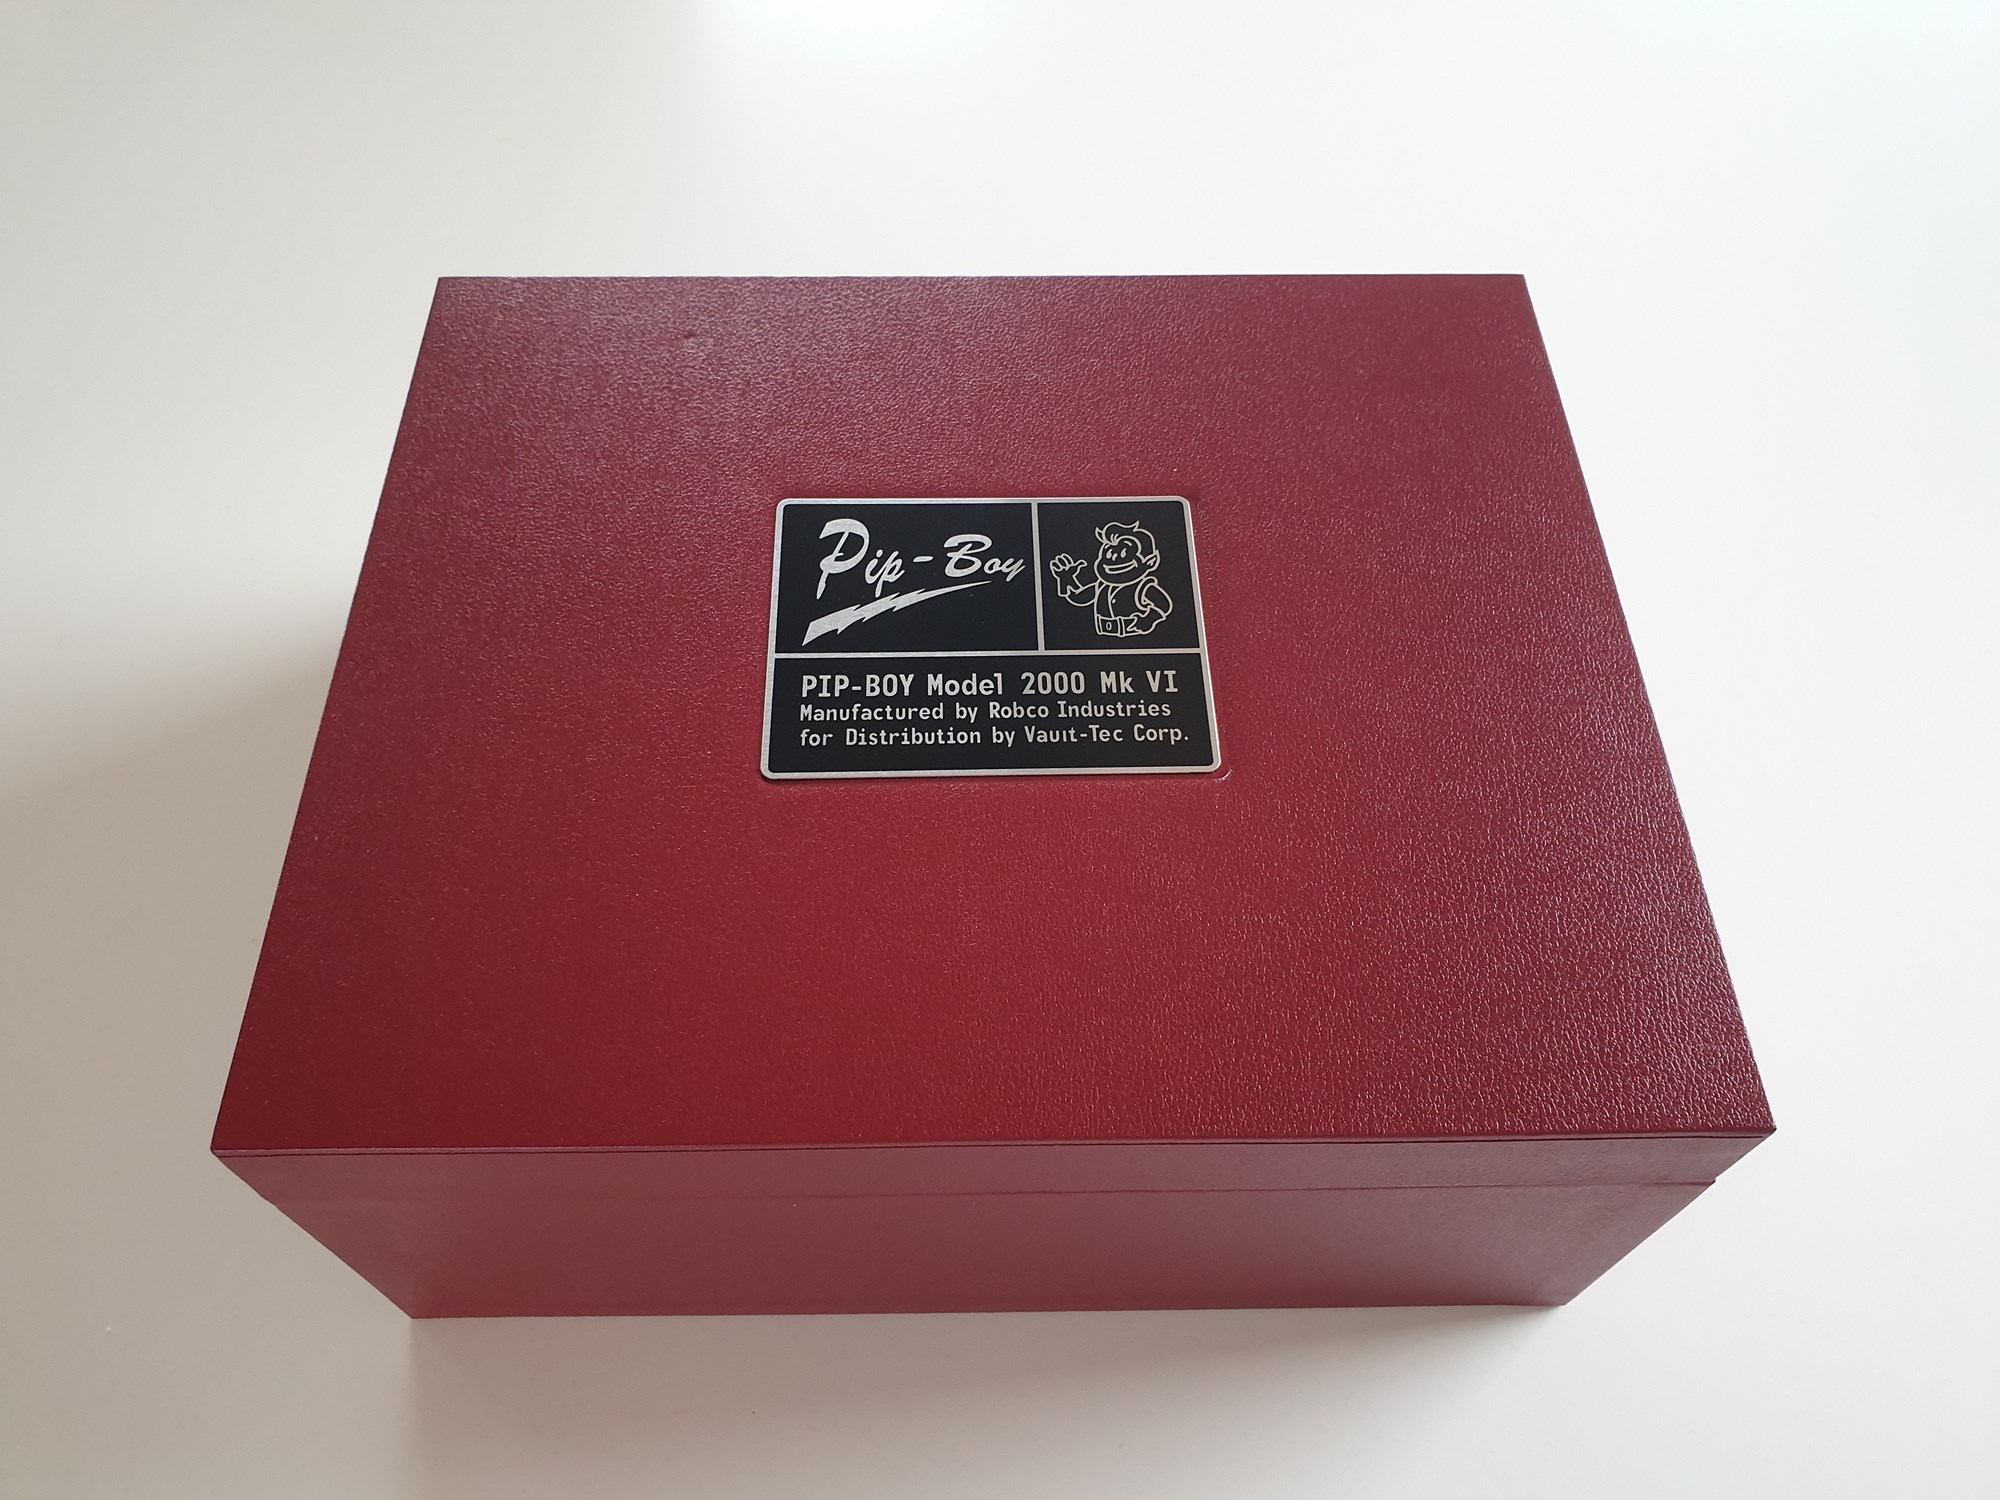 Pip-Boy
PIP-BOY Model 2000 Mk VI
Manufactured by Robco Industries
for Distribution by Vault-Tec Corp.